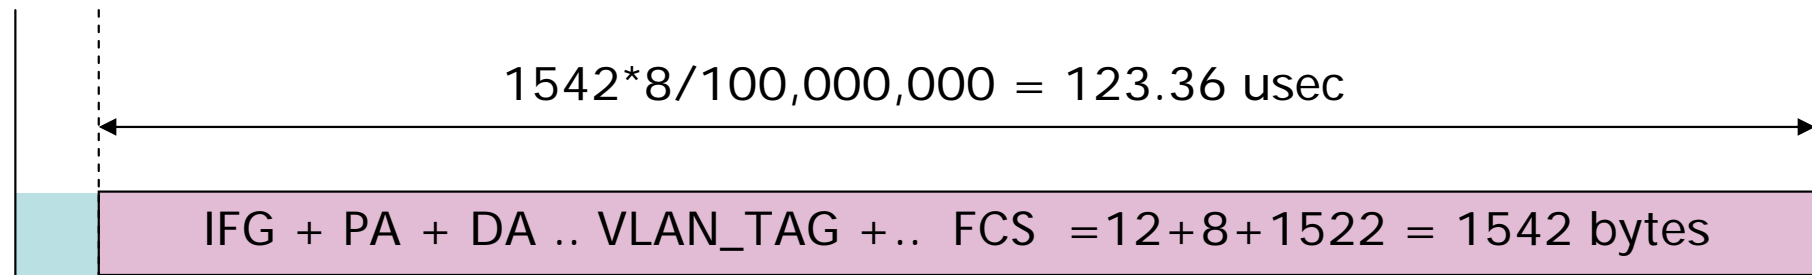 1542*8/100,000,000 = 123.36 usec
IFG + PA + DA .. VLAN_TAG +.. FCS =12+8+1522 = 1542 bytes